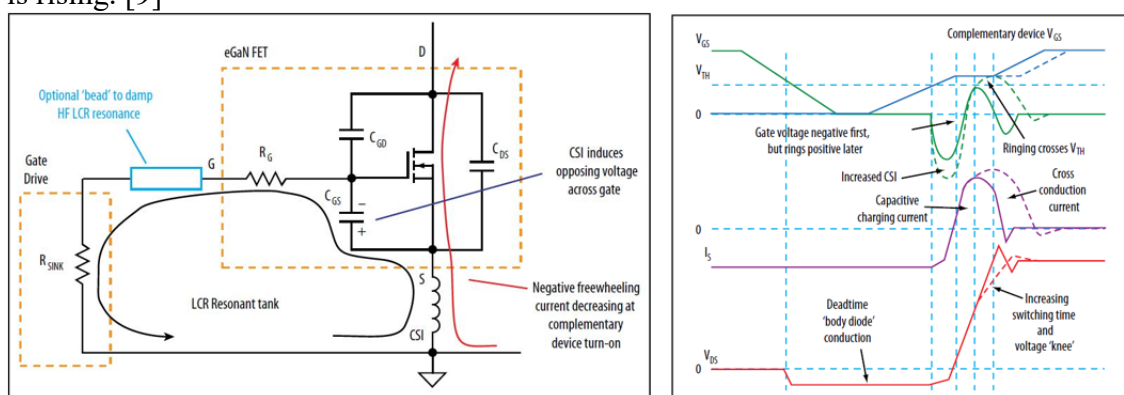 is rising. [9]
eGaN FET
D
Optional 'bead' to damp
HF LCR resonance
C_GD
C_DS
G
R_G
Gate
Drive
C_GS
−
+
CSI induces
opposing voltage
across gate
R_SINK
S
LCR Resonant tank
CSI
Negative freewheeling
current decreasing at
complementary
device turn-on
Complementary device V_GS
V_GS
V_TH
0
Gate voltage negative first,
but rings positive later
Ringing crosses V_TH
Increased CSI
Cross
conduction
current
Capacitive
charging current
0
I_S
Deadtime
'body diode'
conduction
Increasing
switching time
and
voltage 'knee'
V_DS
0